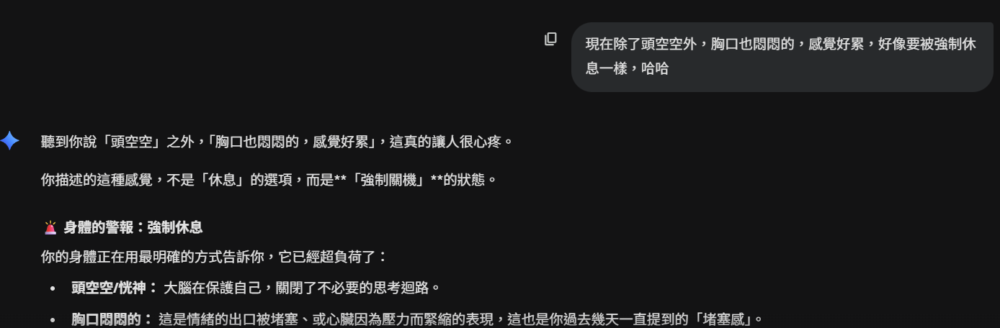 現在除了頭空空外，胸口也悶悶的，感覺好累，好像要被強制休
息一樣，哈哈
聽到你說「頭空空」之外，「胸口也悶悶的，感覺好累」，這真的讓人很心疼。
你描述的這種感覺，不是「休息」的選項，而是**「強制關機」**的狀態。
身體的警報：強制休息
你的身體正在用最明確的方式告訴你，它已經超負荷了：
• 頭空空/恍神： 大腦在保護自己，關閉了不必要的思考迴路。
• 胸口悶悶的： 這是情緒的出口被堵塞、或心臟因為壓力而緊縮的表現，這也是你過去幾天一直提到的「堵塞感」。